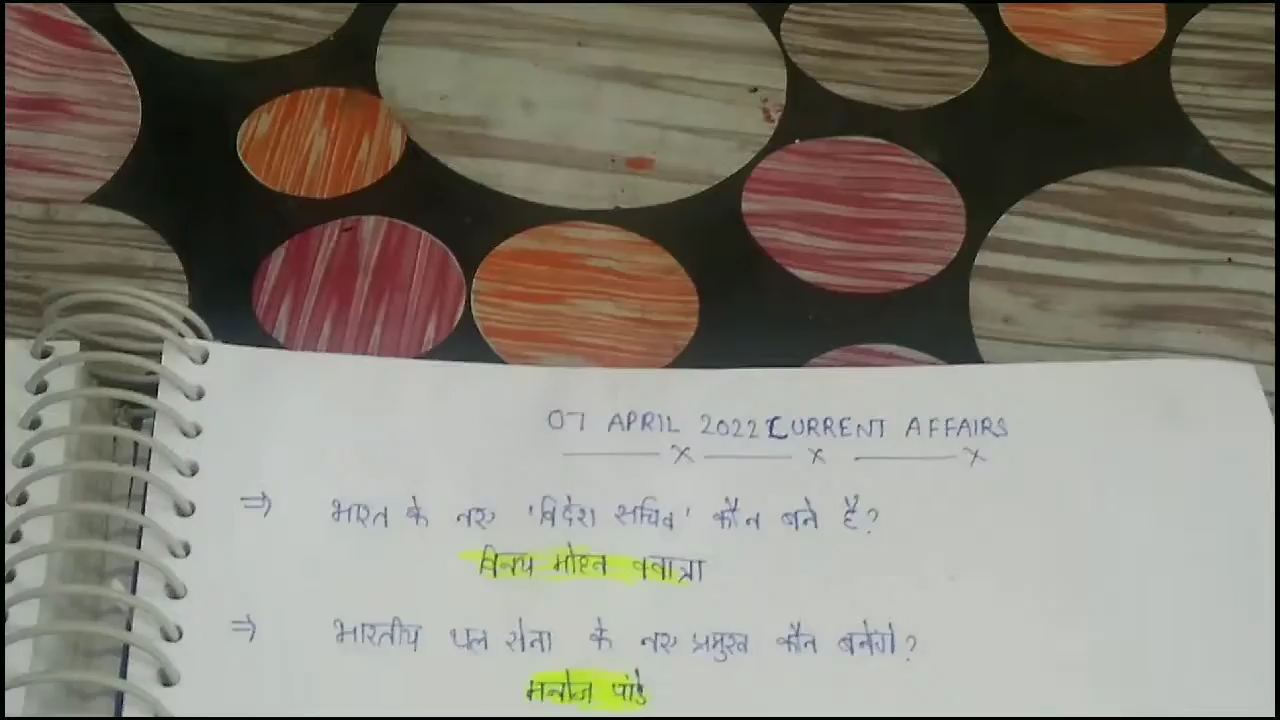 07 APRIL 2022 CURRENT AFFAIRS
⇒ भारत के नए 'विदेश सचिव' कौन बने है?
विनय मोहन क्वात्रा
⇒ भारतीय थल सेना के नए प्रमुख कौन बनेगे?
मनोज पांडे